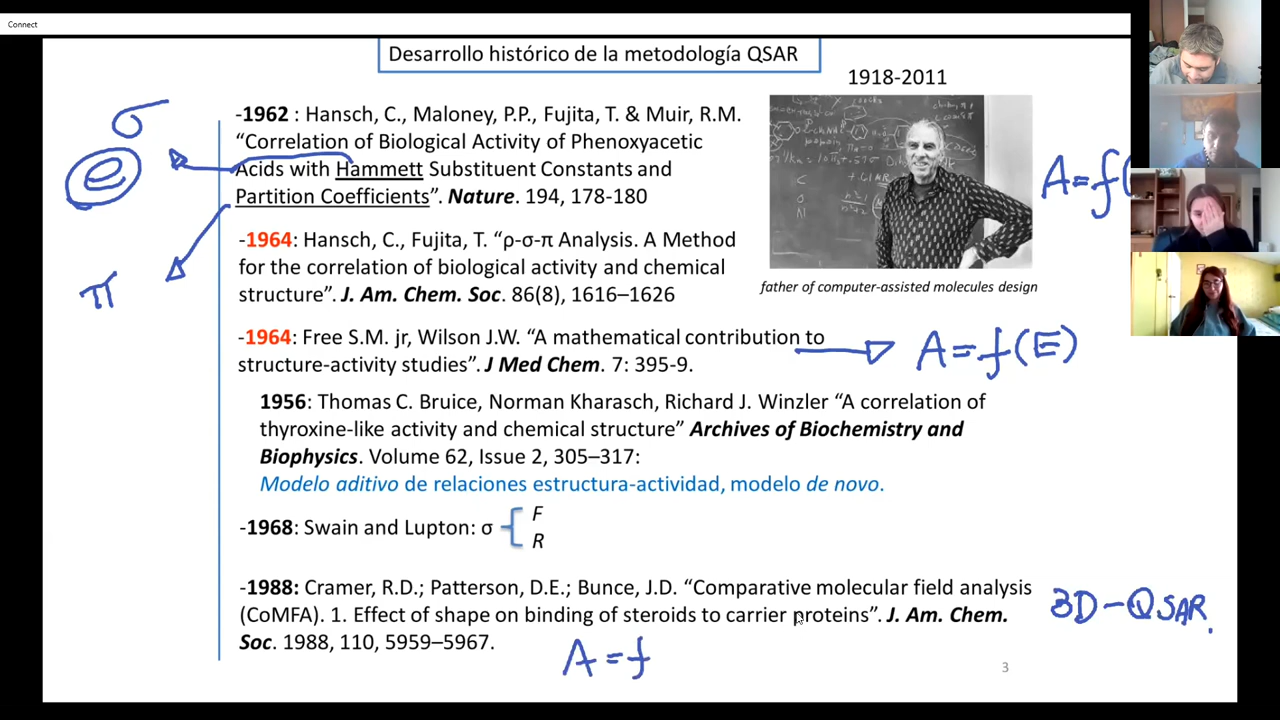 Connect
Desarrollo histórico de la metodología QSAR
1918-2011
-1962 : Hansch, C., Maloney, P.P., Fujita, T. & Muir, R.M.
“Correlation of Biological Activity of Phenoxyacetic
Acids with Hammett Substituent Constants and
Partition Coefficients”. Nature. 194, 178-180
σ
e
π
A=f(
father of computer-assisted molecules design
-1964: Hansch, C., Fujita, T. “ρ-σ-π Analysis. A Method
for the correlation of biological activity and chemical
structure”. J. Am. Chem. Soc. 86(8), 1616–1626
-1964: Free S.M. jr, Wilson J.W. “A mathematical contribution to
structure-activity studies”. J Med Chem. 7: 395-9.
A=f(E)
1956: Thomas C. Bruice, Norman Kharasch, Richard J. Winzler “A correlation of
thyroxine-like activity and chemical structure” Archives of Biochemistry and
Biophysics. Volume 62, Issue 2, 305–317:
Modelo aditivo de relaciones estructura-actividad, modelo de novo.
-1968: Swain and Lupton: σ
F
R
-1988: Cramer, R.D.; Patterson, D.E.; Bunce, J.D. “Comparative molecular field analysis
(CoMFA). 1. Effect of shape on binding of steroids to carrier proteins”. J. Am. Chem.
Soc. 1988, 110, 5959–5967.
3D-QSAR.
A=f
3